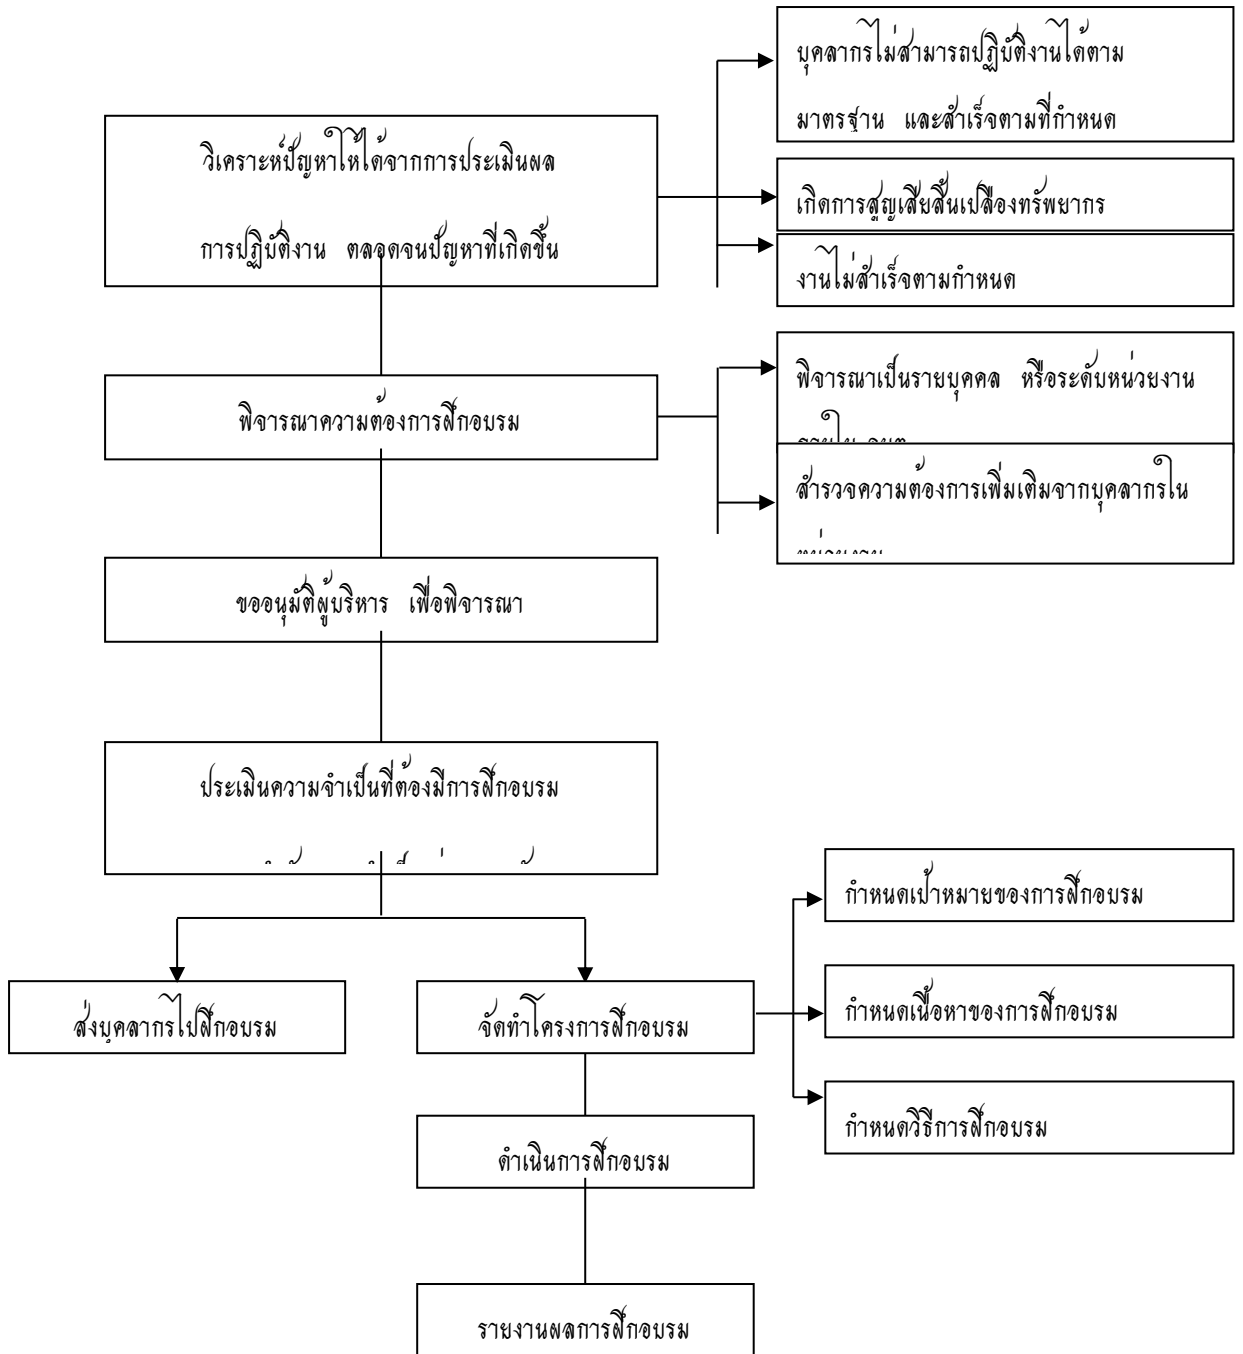 บุคลากรไม่สามารถปฏิบัติงานได้ตาม
มาตรฐาน และสำเร็จตามที่กำหนด
วิเคราะห์ปัญหาให้ได้จากการประเมินผล
การปฏิบัติงาน ตลอดจนปัญหาที่เกิดขึ้น
เกิดการสูญเสียสิ้นเปลืองทรัพยากร
งานไม่สำเร็จตามกำหนด
พิจารณาความต้องการฝึกอบรม
พิจารณาเป็นรายบุคคล หรือระดับหน่วยงาน
สำรวจความต้องการเพิ่มเติมจากบุคลากรใน
ขออนุมัติผู้บริหาร เพื่อพิจารณา
ประเมินความจำเป็นที่ต้องมีการฝึกอบรม
กำหนดเป้าหมายของการฝึกอบรม
ส่งบุคลากรไปฝึกอบรม
จัดทำโครงการฝึกอบรม
กำหนดเนื้อหาของการฝึกอบรม
กำหนดวิธีการฝึกอบรม
ดำเนินการฝึกอบรม
รายงานผลการฝึกอบรม